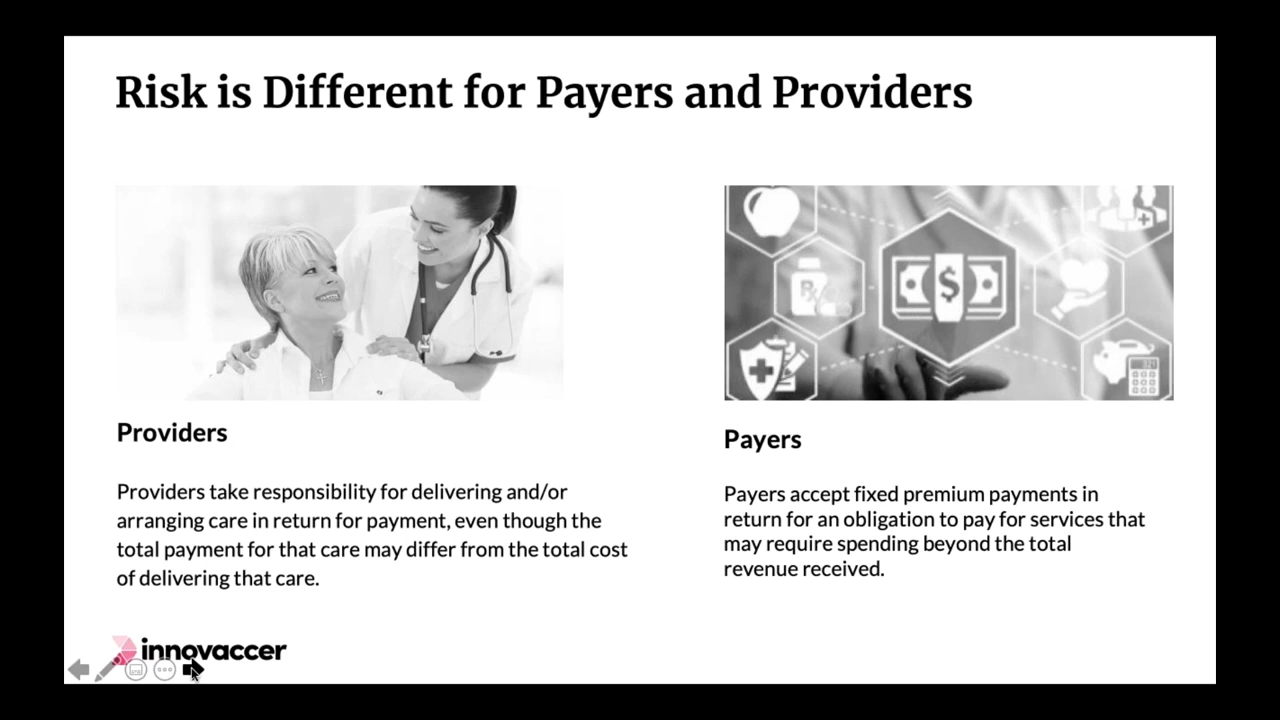 Risk is Different for Payers and Providers
Providers
Providers take responsibility for delivering and/or
arranging care in return for payment, even though the
total payment for that care may differ from the total cost
of delivering that care.
$
Payers
Payers accept fixed premium payments in
return for an obligation to pay for services that
may require spending beyond the total
revenue received.
innovaccer